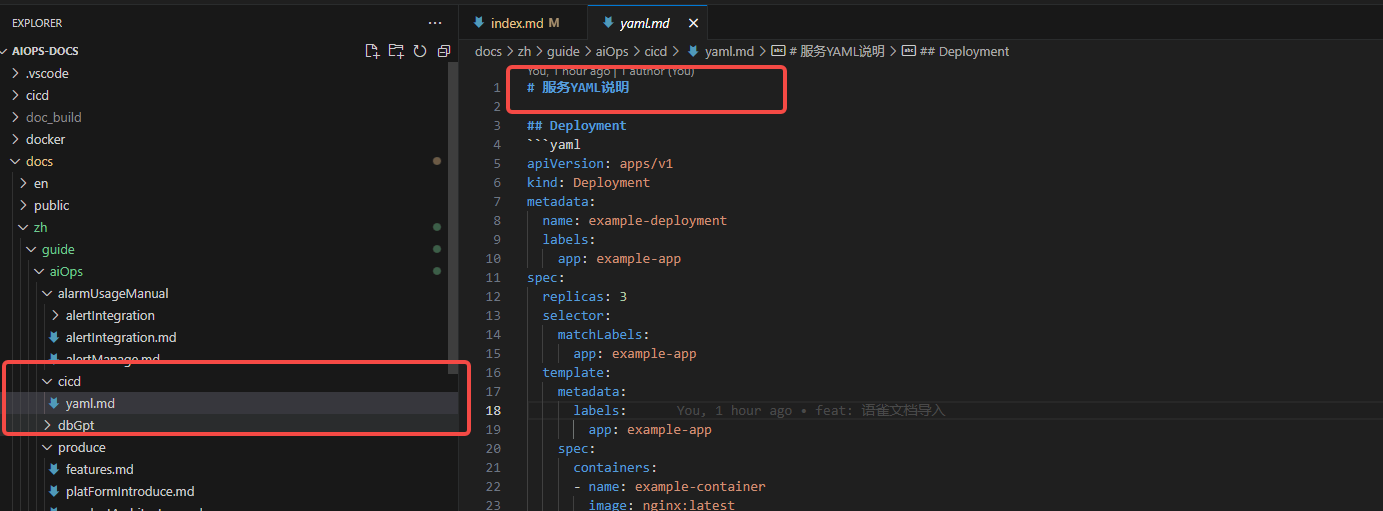 EXPLORER
···
AIOPS-DOCS
.vscode
cicd
doc_build
docker
docs
en
public
zh
guide
aiOps
alarmUsageManual
alertIntegration
alertIntegration.md
alertManage.md
cicd
yaml.md
dbGpt
produce
features.md
platFormIntroduce.md
index.md M
yaml.md
docs > zh > guide > aiOps > cicd > yaml.md > # 服务YAML说明 > ## Deployment
You, 1 hour ago | 1 author (You)
1 # 服务YAML说明
2
3 ## Deployment
4 ```yaml
5 apiVersion: apps/v1
6 kind: Deployment
7 metadata:
8 name: example-deployment
9 labels:
10 app: example-app
11 spec:
12 replicas: 3
13 selector:
14 matchLabels:
15 app: example-app
16 template:
17 metadata:
18 labels: You, 1 hour ago • feat: 语雀文档导入
19 app: example-app
20 spec:
21 containers:
22 - name: example-container
23 image: nginx:latest